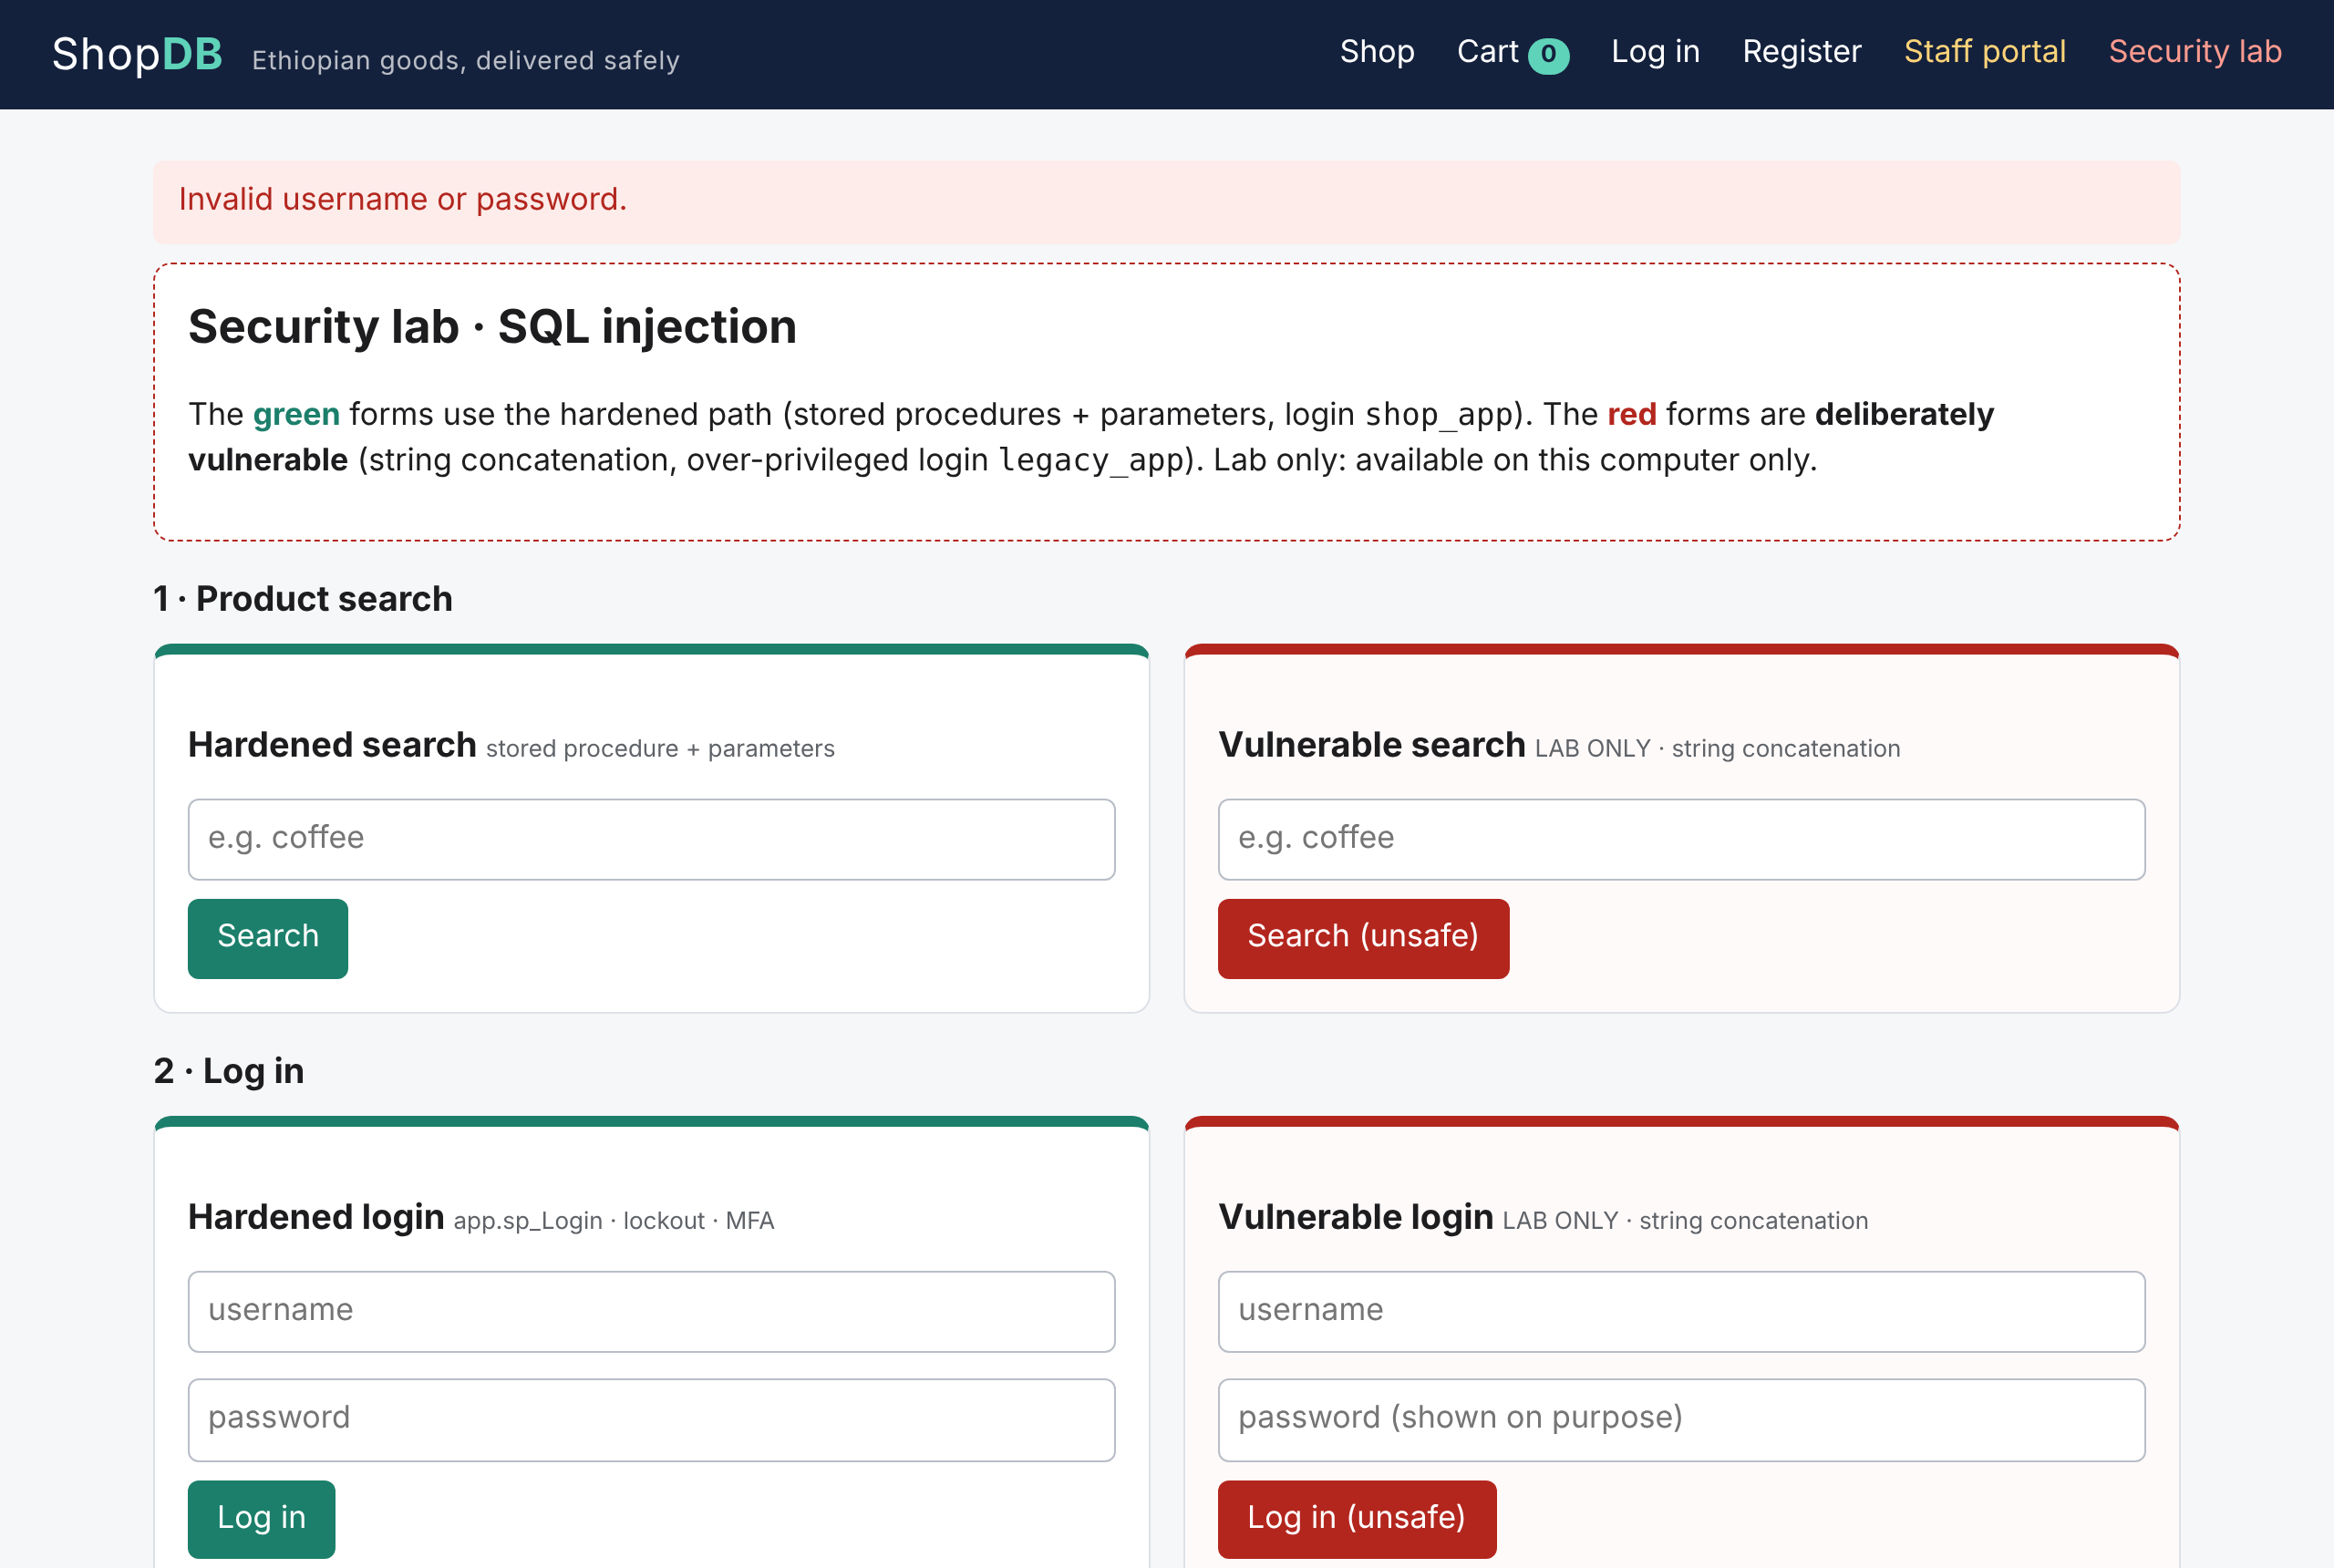 ShopDB Ethiopian goods, delivered safely Shop Cart 0 Log in Register Staff portal Security lab
Invalid username or password.
Security lab · SQL injection
The green forms use the hardened path (stored procedures + parameters, login shop_app). The red forms are deliberately
vulnerable (string concatenation, over-privileged login legacy_app). Lab only: available on this computer only.
1 · Product search
Hardened search stored procedure + parameters
e.g. coffee
Search
Vulnerable search LAB ONLY · string concatenation
e.g. coffee
Search (unsafe)
2 · Log in
Hardened login app.sp_Login · lockout · MFA
username
password
Log in
Vulnerable login LAB ONLY · string concatenation
username
password (shown on purpose)
Log in (unsafe)